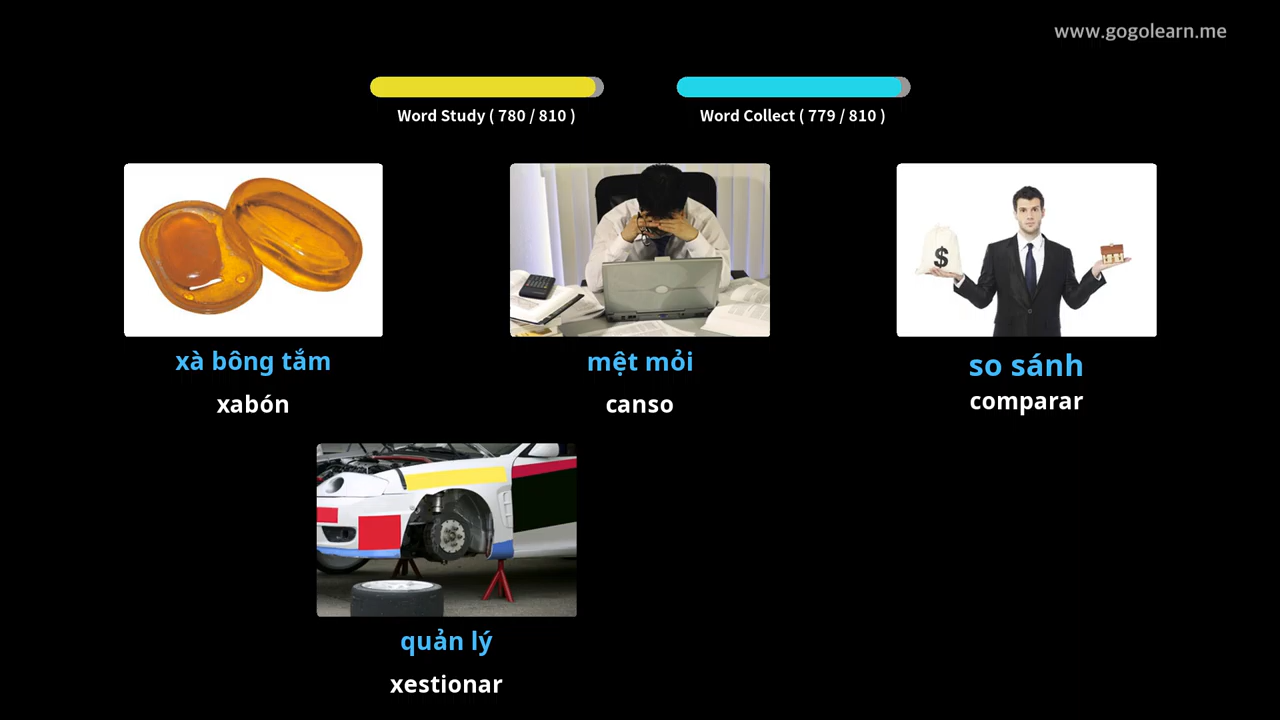 www.gogolearn.me
Word Study ( 780 / 810 )
Word Collect ( 779 / 810 )
$
xà bông tắm
mệt mỏi
so sánh
xabón
canso
comparar
quản lý
xestionar